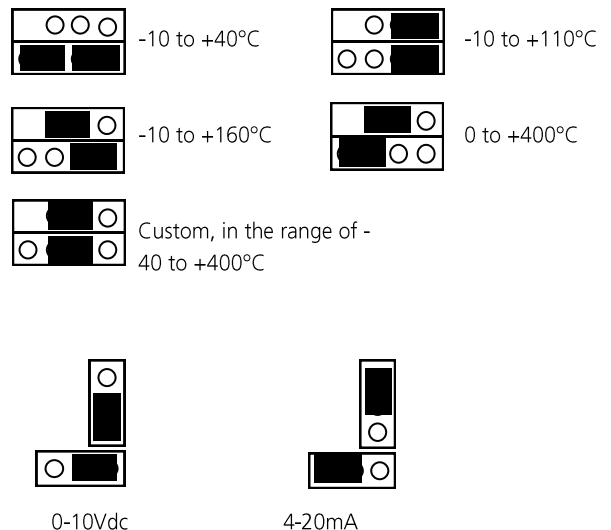 -10 to +40°C
-10 to +110°C
-10 to +160°C
0 to +400°C
Custom, in the range of -
40 to +400°C
0-10Vdc
4-20mA